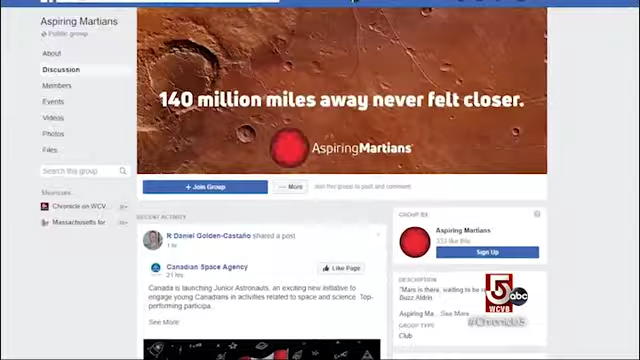 Aspiring Martians
Public group
About
Discussion
Members
Events
Videos
Photos
Files
Search this group
Shortcuts
Chronicle on WCV...
Massachusetts for
140 million miles away never felt closer.
AspiringMartians
+ Join Group
··· More
Join this group to post and comment.
RECENT ACTIVITY
R Daniel Golden-Castaño shared a post.
1 hr
Canadian Space Agency
21 hrs
Like Page
Canada is launching Junior Astronauts, an exciting new initiative to
engage young Canadians in activities related to space and science. Top-
performing participa...
See More
GROUP BY
Aspiring Martians
333 like this
Sign Up
DESCRIPTION
"Mars is there, waiting to be
Buzz Aldrin
Aspiring Ma... See More
GROUP TYPE
Club
5
WCVB
abc
#Chronicle5